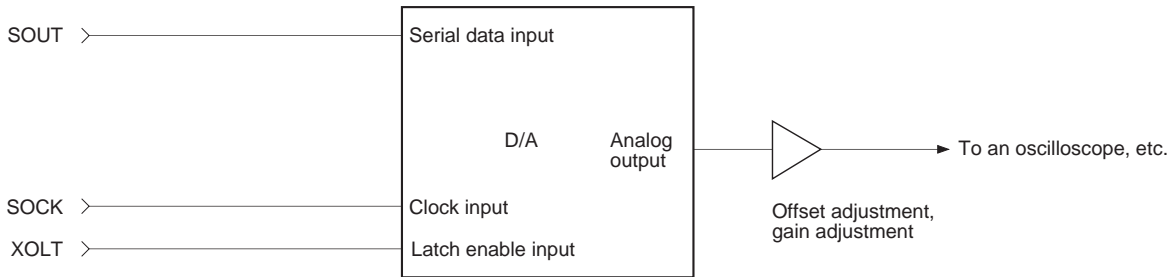 SOUT
Serial data input
D/A
Analog
output
To an oscilloscope, etc.
SOCK
Clock input
Offset adjustment,
gain adjustment
XOLT
Latch enable input